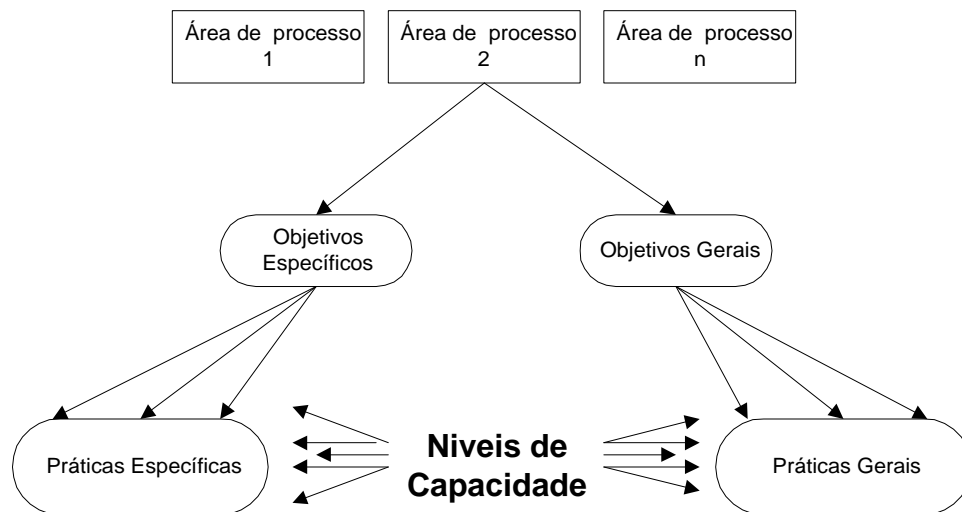 Área de processo
1
Área de processo
2
Área de processo
n
Objetivos
Específicos
Objetivos Gerais
Práticas Específicas
Niveis de
Capacidade
Práticas Gerais